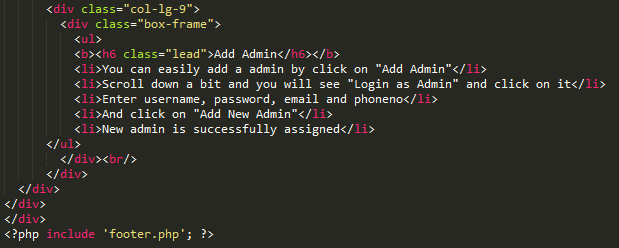 <div class="col-lg-9">
<div class="box-frame">
<ul>
<b><h6 class="lead">Add Admin</h6></b>
<li>You can easily add a admin by click on "Add Admin"</li>
<li>Scroll down a bit and you will see "Login as Admin" and click on it</li>
<li>Enter username, password, email and phoneno</li>
<li>And click on "Add New Admin"</li>
<li>New admin is successfully assigned</li>
</ul>
</div><br/>
</div>
</div>
</div>
</div>
<?php include 'footer.php'; ?>